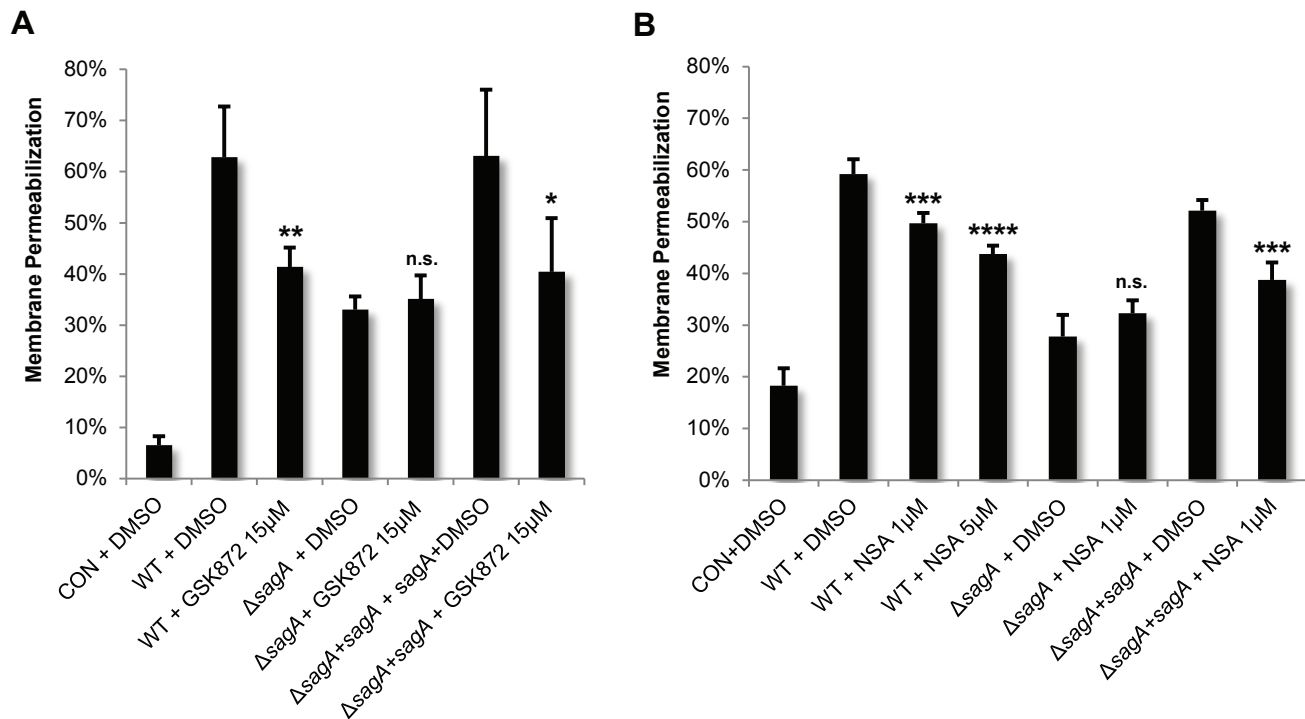 A
Membrane Permeabilization
80%
70%
60%
50%
40%
30%
20%
10%
0%
**
n.s.
*
CON + DMSO
WT + DMSO
WT + GSK872 15µM
ΔsagA + DMSO
ΔsagA + GSK872 15µM
ΔsagA+sagA + sagA+DMSO
ΔsagA+sagA + GSK872 15µM
B
Membrane Permeabilization
80%
70%
60%
50%
40%
30%
20%
10%
0%
***
****
n.s.
***
CON+DMSO
WT + DMSO
WT + NSA 1µM
WT + NSA 5µM
ΔsagA + DMSO
ΔsagA + NSA 1µM
ΔsagA+sagA + DMSO
ΔsagA+sagA + NSA 1µM